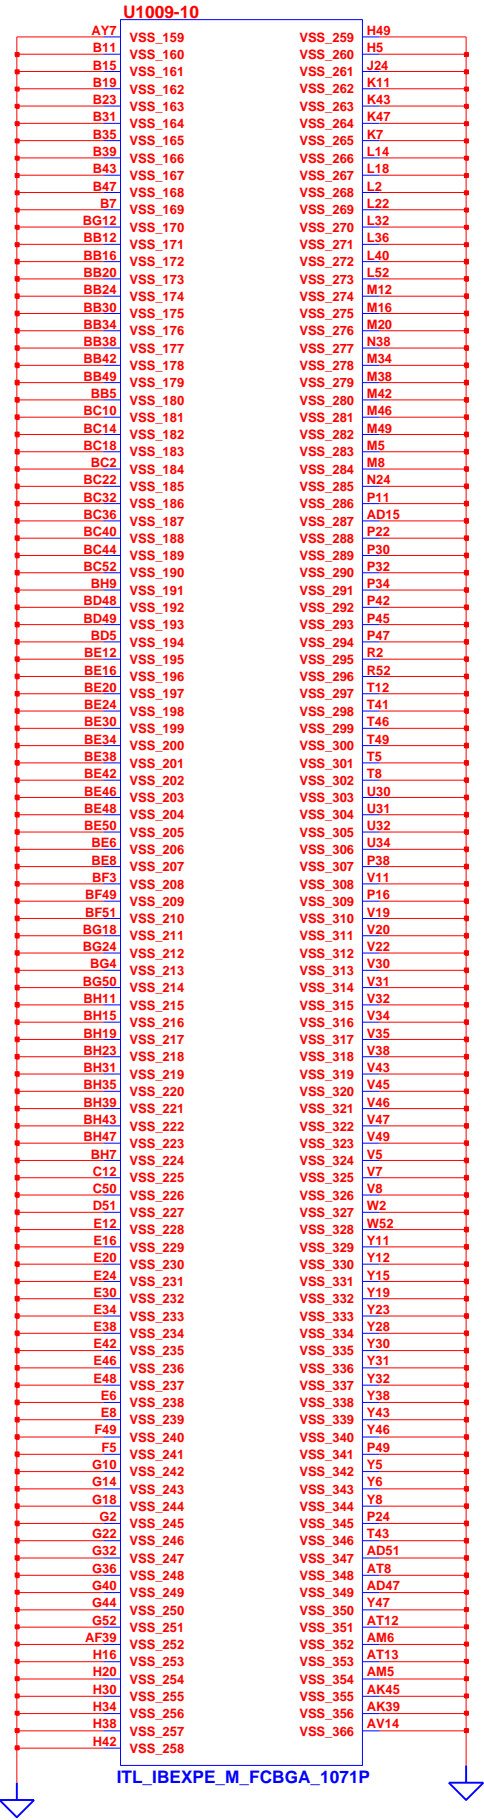 U1009-10
AY7 VSS_159 VSS_259 H49
B11 VSS_160 VSS_260 H5
B15 VSS_161 VSS_261 J24
B19 VSS_162 VSS_262 K11
B23 VSS_163 VSS_263 K43
B31 VSS_164 VSS_264 K47
B35 VSS_165 VSS_265 K7
B39 VSS_166 VSS_266 L14
B43 VSS_167 VSS_267 L18
B47 VSS_168 VSS_268 L2
B7 VSS_169 VSS_269 L22
BG12 VSS_170 VSS_270 L32
BB12 VSS_171 VSS_271 L36
BB16 VSS_172 VSS_272 L40
BB20 VSS_173 VSS_273 L52
BB24 VSS_174 VSS_274 M12
BB30 VSS_175 VSS_275 M16
BB34 VSS_176 VSS_276 M20
BB38 VSS_177 VSS_277 N38
BB42 VSS_178 VSS_278 M34
BB49 VSS_179 VSS_279 M38
BB5 VSS_180 VSS_280 M42
BC10 VSS_181 VSS_281 M46
BC14 VSS_182 VSS_282 M49
BC18 VSS_183 VSS_283 M5
BC2 VSS_184 VSS_284 M8
BC22 VSS_185 VSS_285 N24
BC32 VSS_186 VSS_286 P11
BC36 VSS_187 VSS_287 AD15
BC40 VSS_188 VSS_288 P22
BC44 VSS_189 VSS_289 P30
BC52 VSS_190 VSS_290 P32
BH9 VSS_191 VSS_291 P34
BD48 VSS_192 VSS_292 P42
BD49 VSS_193 VSS_293 P45
BD5 VSS_194 VSS_294 P47
BE12 VSS_195 VSS_295 R2
BE16 VSS_196 VSS_296 R52
BE20 VSS_197 VSS_297 T12
BE24 VSS_198 VSS_298 T41
BE30 VSS_199 VSS_299 T46
BE34 VSS_200 VSS_300 T49
BE38 VSS_201 VSS_301 T5
BE42 VSS_202 VSS_302 T8
BE46 VSS_203 VSS_303 U30
BE48 VSS_204 VSS_304 U31
BE50 VSS_205 VSS_305 U32
BE6 VSS_206 VSS_306 U34
BE8 VSS_207 VSS_307 P38
BF3 VSS_208 VSS_308 V11
BF49 VSS_209 VSS_309 P16
BF51 VSS_210 VSS_310 V19
BG18 VSS_211 VSS_311 V20
BG24 VSS_212 VSS_312 V22
BG4 VSS_213 VSS_313 V30
BG50 VSS_214 VSS_314 V31
BH11 VSS_215 VSS_315 V32
BH15 VSS_216 VSS_316 V34
BH19 VSS_217 VSS_317 V35
BH23 VSS_218 VSS_318 V38
BH31 VSS_219 VSS_319 V43
BH35 VSS_220 VSS_320 V45
BH39 VSS_221 VSS_321 V46
BH43 VSS_222 VSS_322 V47
BH47 VSS_223 VSS_323 V49
BH7 VSS_224 VSS_324 V5
C12 VSS_225 VSS_325 V7
C50 VSS_226 VSS_326 V8
D51 VSS_227 VSS_327 W2
E12 VSS_228 VSS_328 W52
E16 VSS_229 VSS_329 Y11
E20 VSS_230 VSS_330 Y12
E24 VSS_231 VSS_331 Y15
E30 VSS_232 VSS_332 Y19
E34 VSS_233 VSS_333 Y23
E38 VSS_234 VSS_334 Y28
E42 VSS_235 VSS_335 Y30
E46 VSS_236 VSS_336 Y31
E48 VSS_237 VSS_337 Y32
E6 VSS_238 VSS_338 Y38
E8 VSS_239 VSS_339 Y43
F49 VSS_240 VSS_340 Y46
F5 VSS_241 VSS_341 P49
G10 VSS_242 VSS_342 Y5
G14 VSS_243 VSS_343 Y6
G18 VSS_244 VSS_344 Y8
G2 VSS_245 VSS_345 P24
G22 VSS_246 VSS_346 T43
G32 VSS_247 VSS_347 AD51
G36 VSS_248 VSS_348 AT8
G40 VSS_249 VSS_349 AD47
G44 VSS_250 VSS_350 Y47
G52 VSS_251 VSS_351 AT12
AF39 VSS_252 VSS_352 AM6
H16 VSS_253 VSS_353 AT13
H20 VSS_254 VSS_354 AM5
H30 VSS_255 VSS_355 AK45
H34 VSS_256 VSS_356 AK39
H38 VSS_257 VSS_366 AV14
H42 VSS_258
ITL_IBEXPE_M_FCBGA_1071P